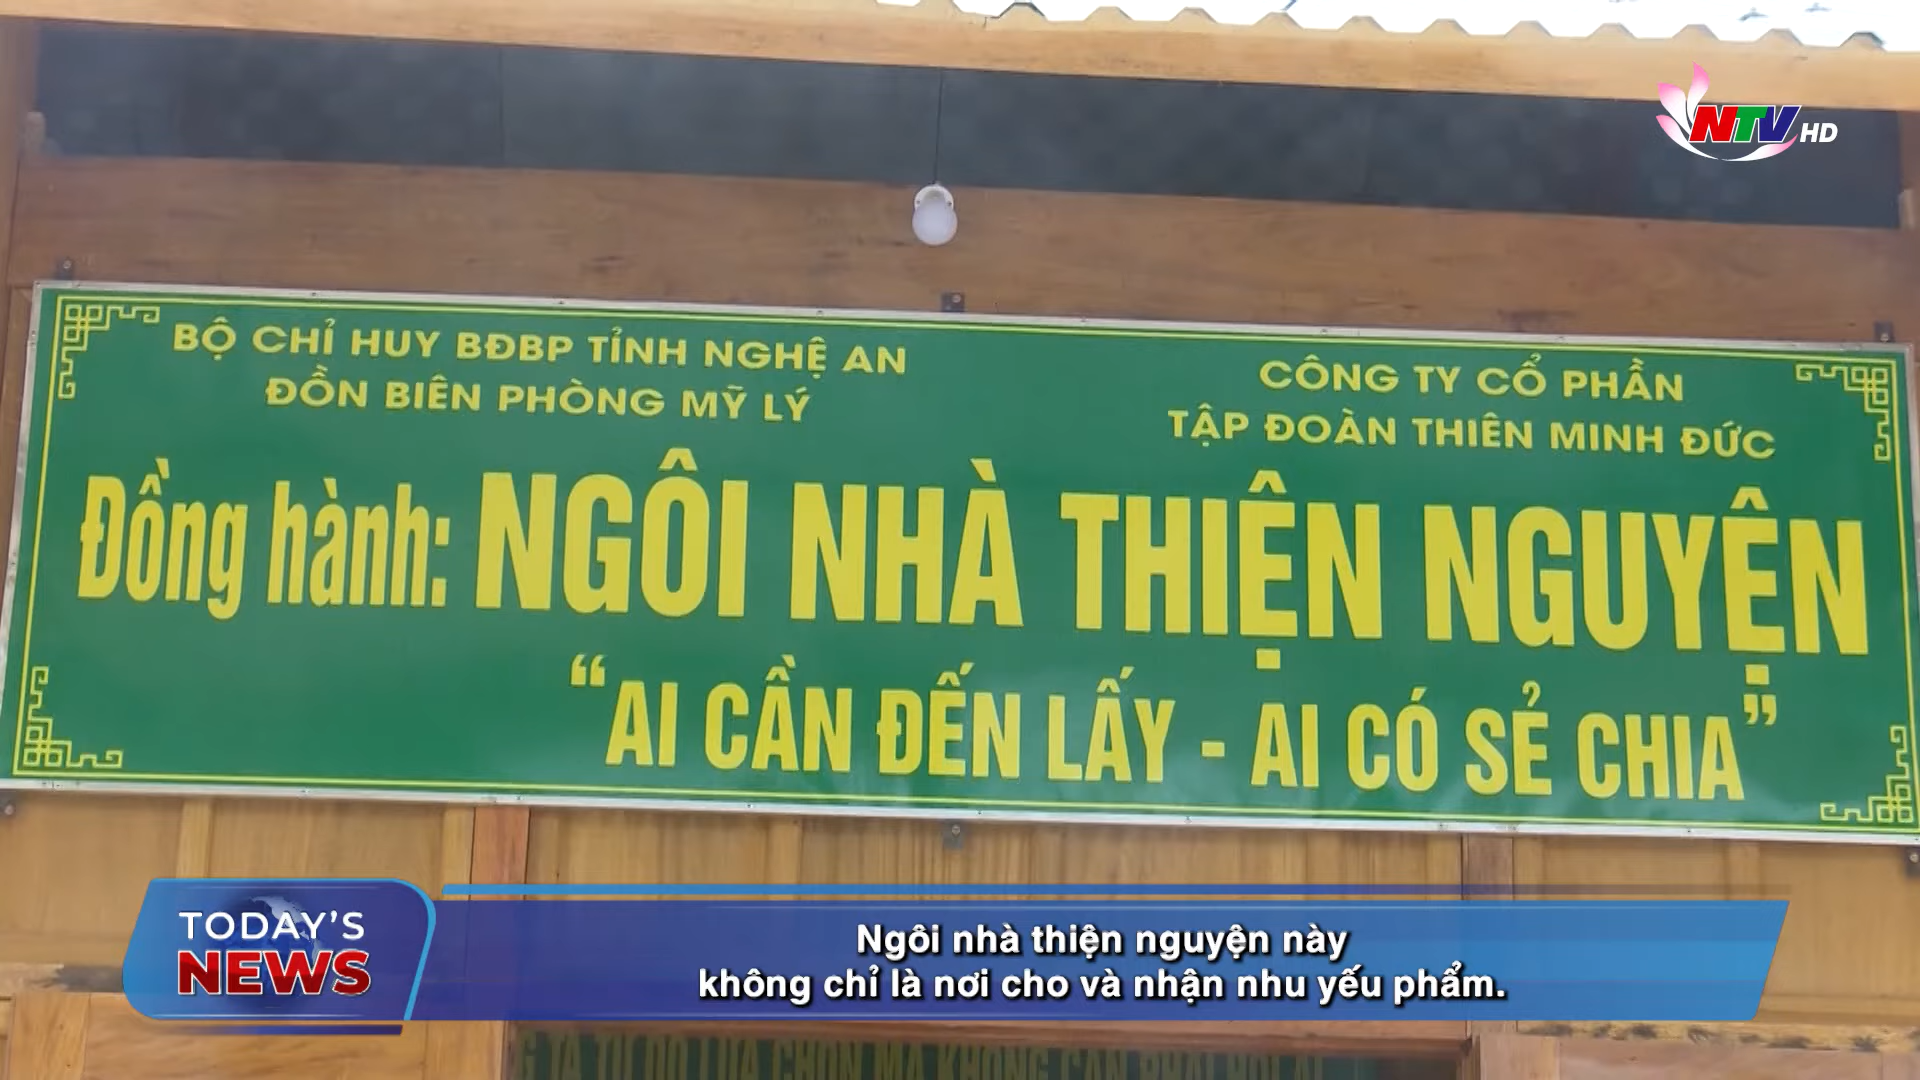 NTV HD
BỘ CHỈ HUY BĐBP TỈNH NGHỆ AN
ĐỒN BIÊN PHÒNG MỸ LÝ
CÔNG TY CỔ PHẦN
TẬP ĐOÀN THIÊN MINH ĐỨC
Đồng hành: NGÔI NHÀ THIỆN NGUYỆN
“AI CẦN ĐẾN LẤY - AI CÓ SẺ CHIA”
TODAY'S
NEWS
Ngôi nhà thiện nguyện này
không chỉ là nơi cho và nhận nhu yếu phẩm.